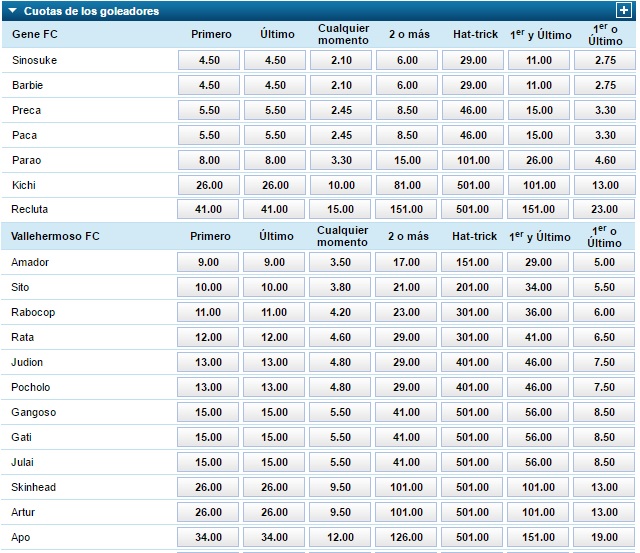 Cuotas de los goleadores
Gene FC Primero Último Cualquier momento 2 o más Hat-trick 1er y Último 1er o Último
Sinosuke 4.50 4.50 2.10 6.00 29.00 11.00 2.75
Barbie 4.50 4.50 2.10 6.00 29.00 11.00 2.75
Preca 5.50 5.50 2.45 8.50 46.00 15.00 3.30
Paca 5.50 5.50 2.45 8.50 46.00 15.00 3.30
Parao 8.00 8.00 3.30 15.00 101.00 26.00 4.60
Kichi 26.00 26.00 10.00 81.00 501.00 101.00 13.00
Recluta 41.00 41.00 15.00 151.00 501.00 151.00 23.00
Vallehermoso FC Primero Último Cualquier momento 2 o más Hat-trick 1er y Último 1er o Último
Amador 9.00 9.00 3.50 17.00 151.00 29.00 5.00
Sito 10.00 10.00 3.80 21.00 201.00 34.00 5.50
Rabocop 11.00 11.00 4.20 23.00 301.00 36.00 6.00
Rata 12.00 12.00 4.60 29.00 301.00 41.00 6.50
Judion 13.00 13.00 4.80 29.00 401.00 46.00 7.50
Pocholo 13.00 13.00 4.80 29.00 401.00 46.00 7.50
Gangoso 15.00 15.00 5.50 41.00 501.00 56.00 8.50
Gati 15.00 15.00 5.50 41.00 501.00 56.00 8.50
Julai 15.00 15.00 5.50 41.00 501.00 56.00 8.50
Skinhead 26.00 26.00 9.50 101.00 501.00 101.00 13.00
Artur 26.00 26.00 9.50 101.00 501.00 101.00 13.00
Apo 34.00 34.00 12.00 126.00 501.00 151.00 19.00